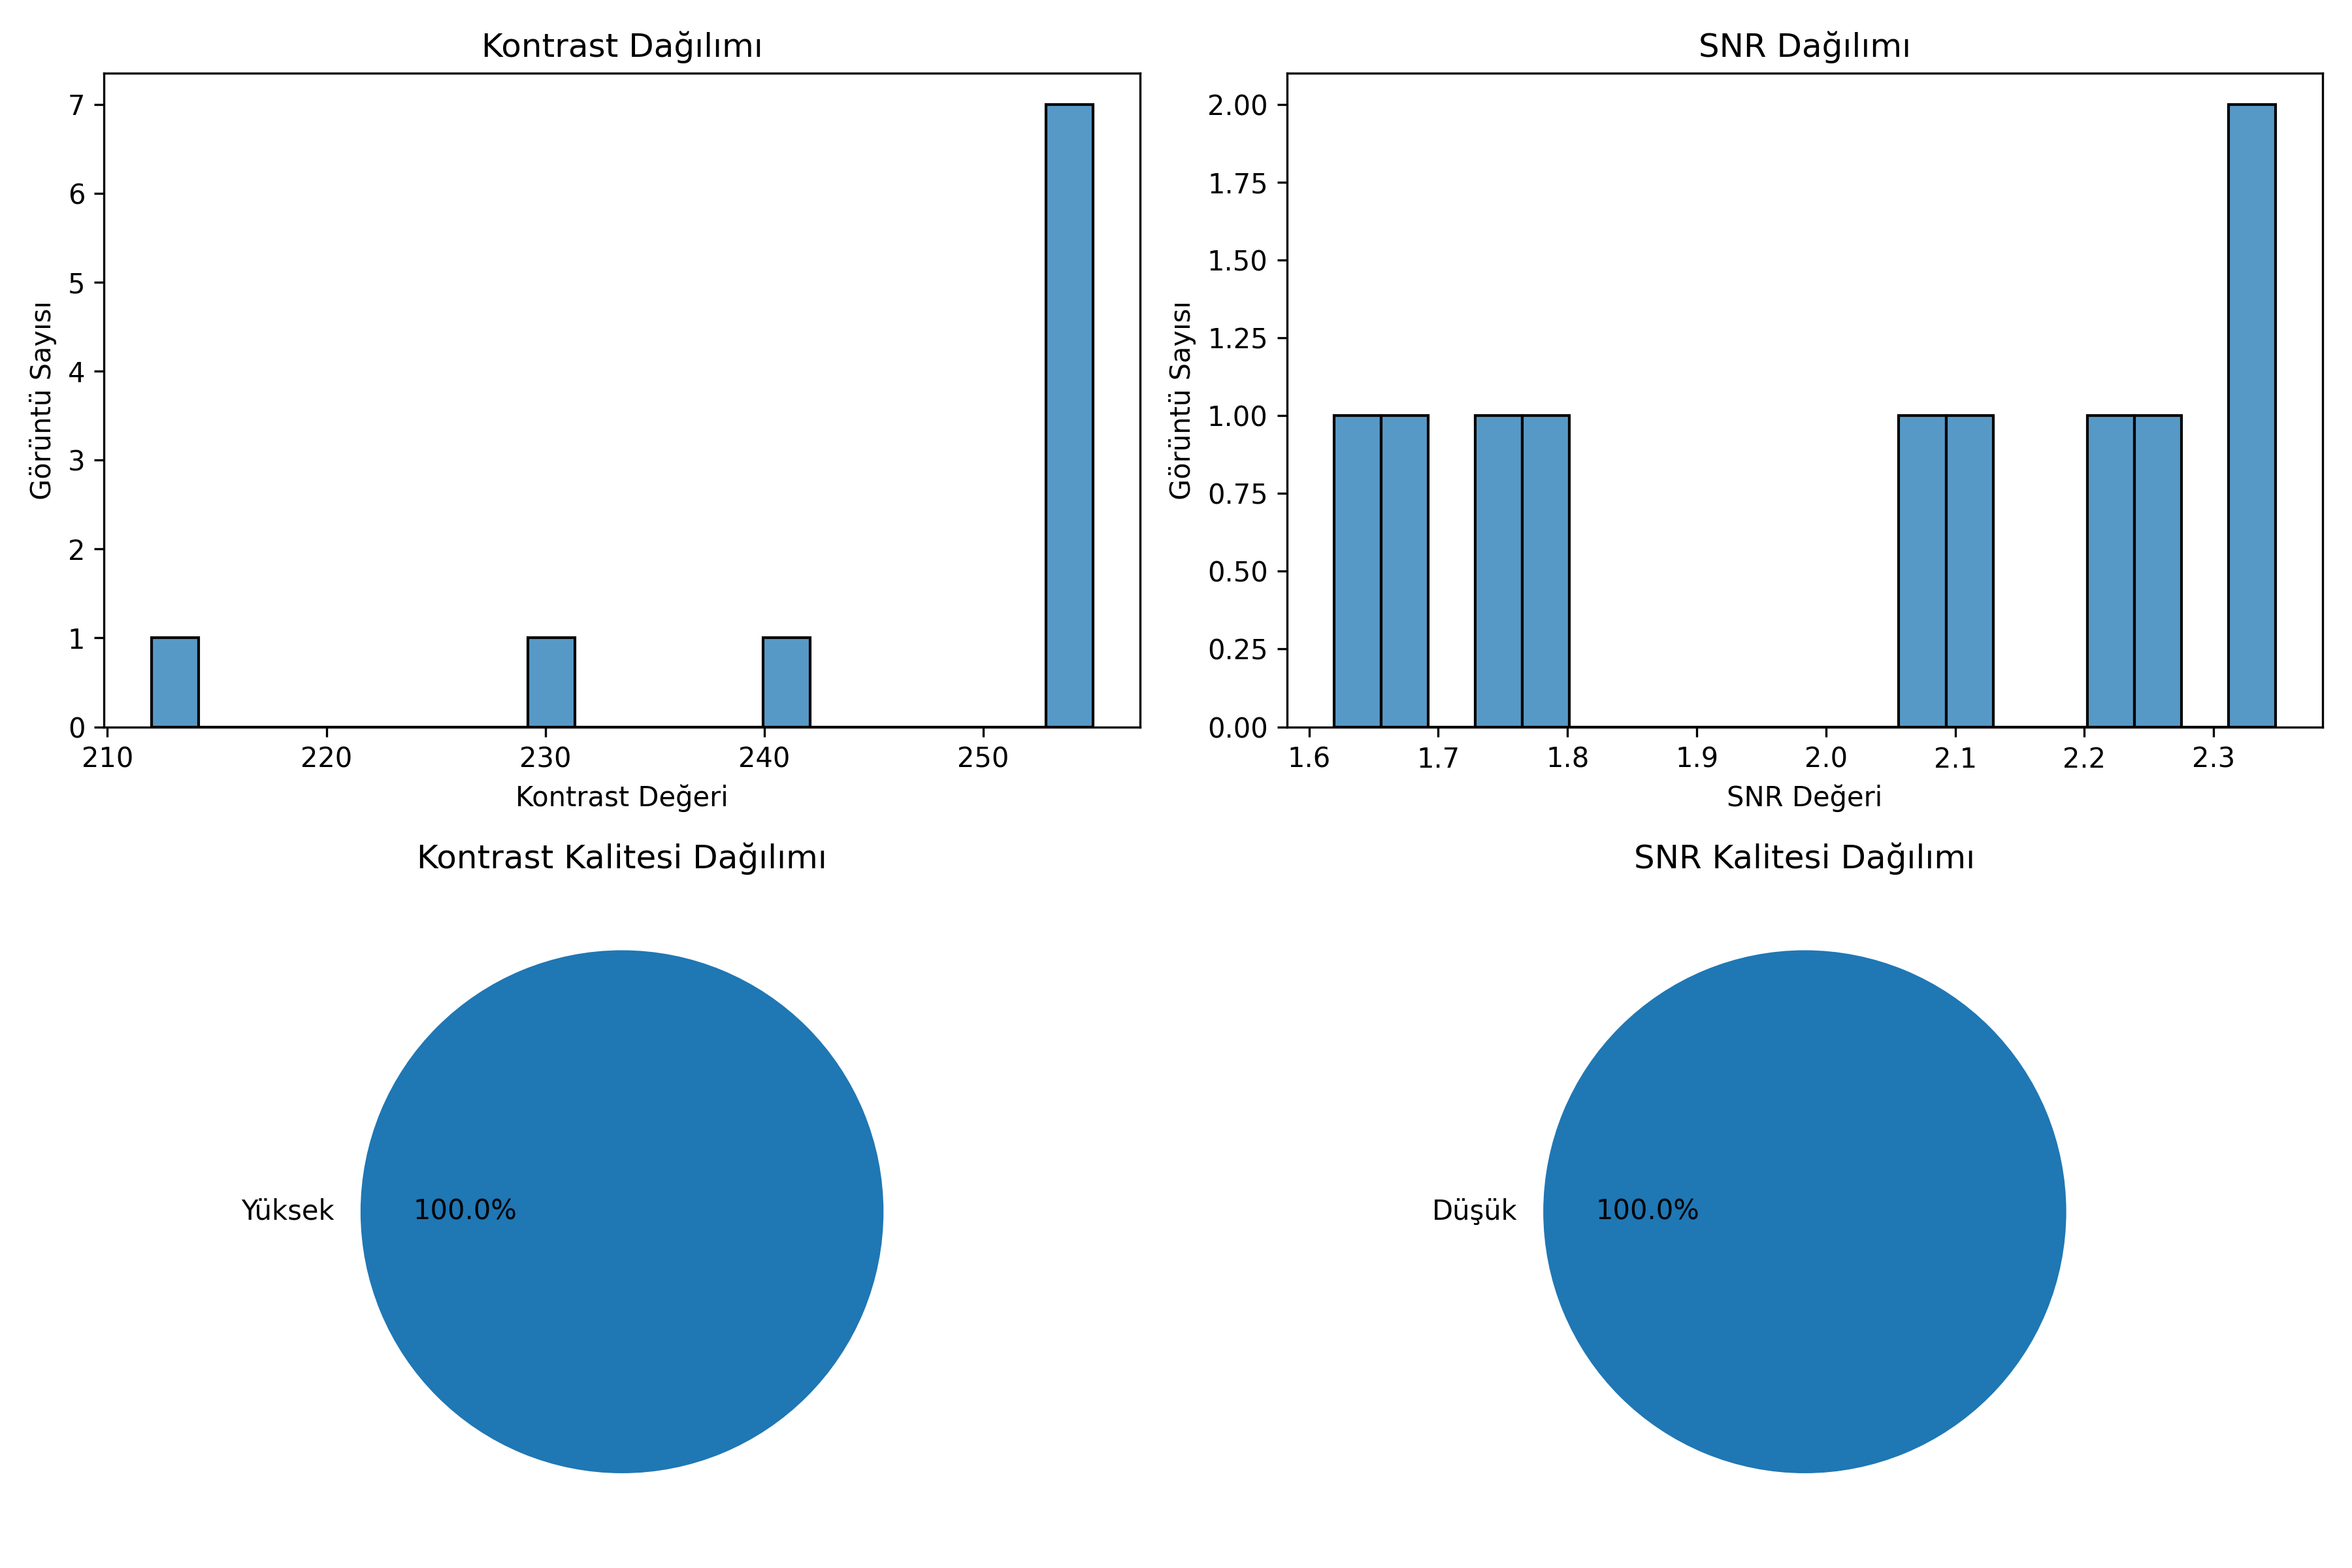 Kontrast Dağılımı
7
6
5
4
3
2
1
0
Görüntü Sayısı
210 220 230 240 250
Kontrast Değeri
SNR Dağılımı
2.00
1.75
1.50
1.25
1.00
0.75
0.50
0.25
0.00
Görüntü Sayısı
1.6 1.7 1.8 1.9 2.0 2.1 2.2 2.3
SNR Değeri
Kontrast Kalitesi Dağılımı
Yüksek 100.0%
SNR Kalitesi Dağılımı
Düşük 100.0%